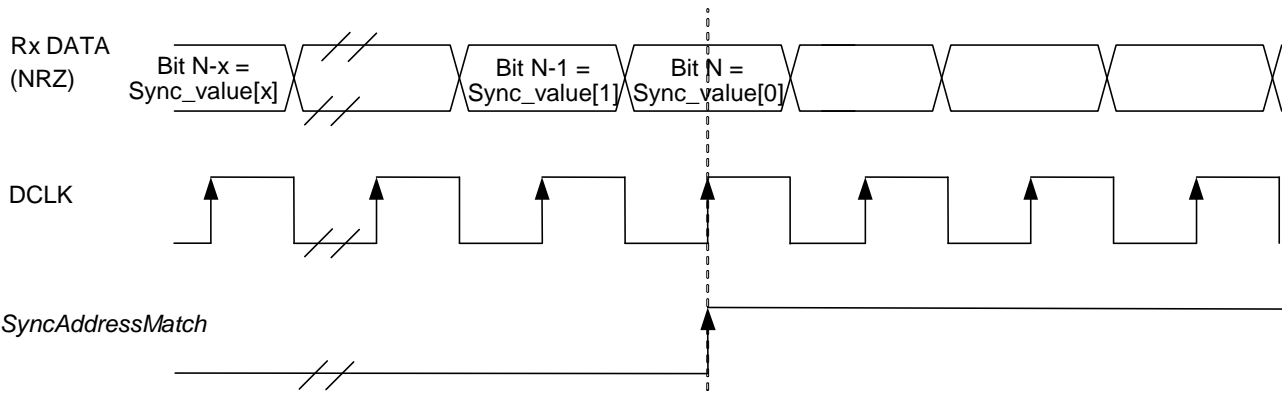 Rx DATA
(NRZ)
Bit N-x =
Sync_value[x]
Bit N-1 =
Sync_value[1]
Bit N =
Sync_value[0]
DCLK
SyncAddressMatch